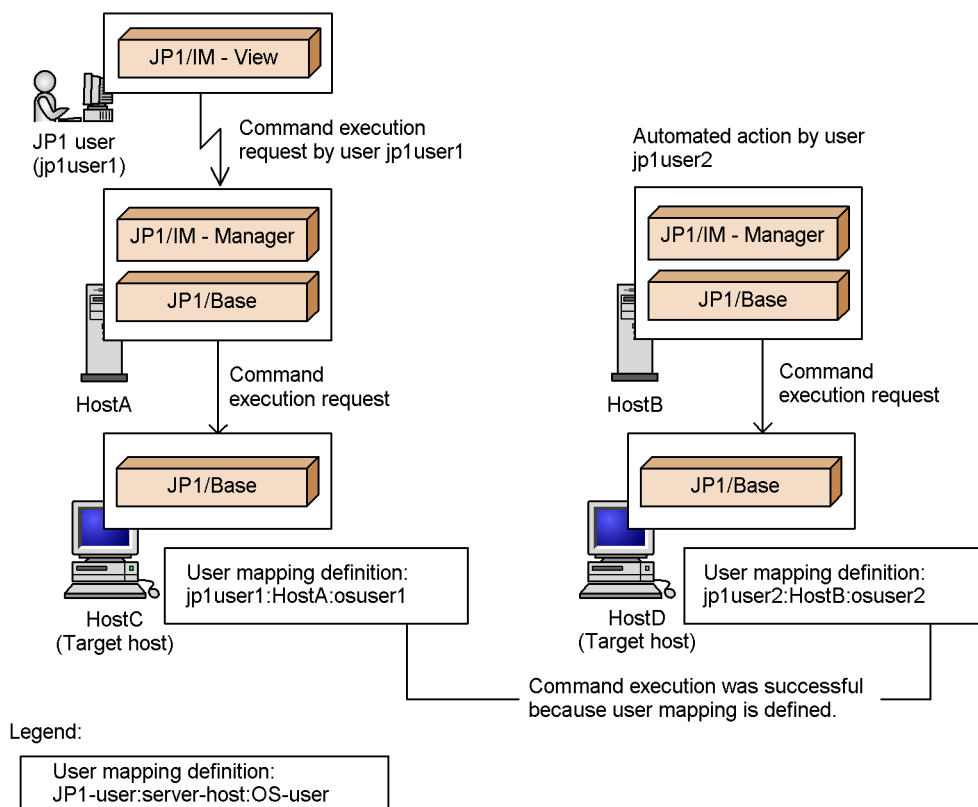 JP1/IM - View
JP1 user
(jp1user1)
Command execution
request by user jp1user1
JP1/IM - Manager
JP1/Base
HostA
Command
execution request
JP1/Base
HostC
(Target host)
User mapping definition:
jp1user1:HostA:osuser1
Automated action by user
jp1user2
JP1/IM - Manager
JP1/Base
HostB
Command
execution request
JP1/Base
HostD
(Target host)
User mapping definition:
jp1user2:HostB:osuser2
Command execution was successful
because user mapping is defined.
Legend:
User mapping definition:
JP1-user:server-host:OS-user